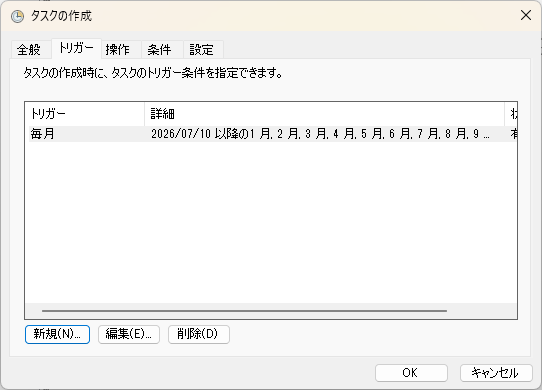 タスクの作成
全般 トリガー 操作 条件 設定
タスクの作成時に、タスクのトリガー条件を指定できます。
トリガー 詳細
毎月 2026/07/10 以降の1 月, 2 月, 3 月, 4 月, 5 月, 6 月, 7 月, 8 月, 9 ...
新規(N)... 編集(E)... 削除(D)
OK キャンセル